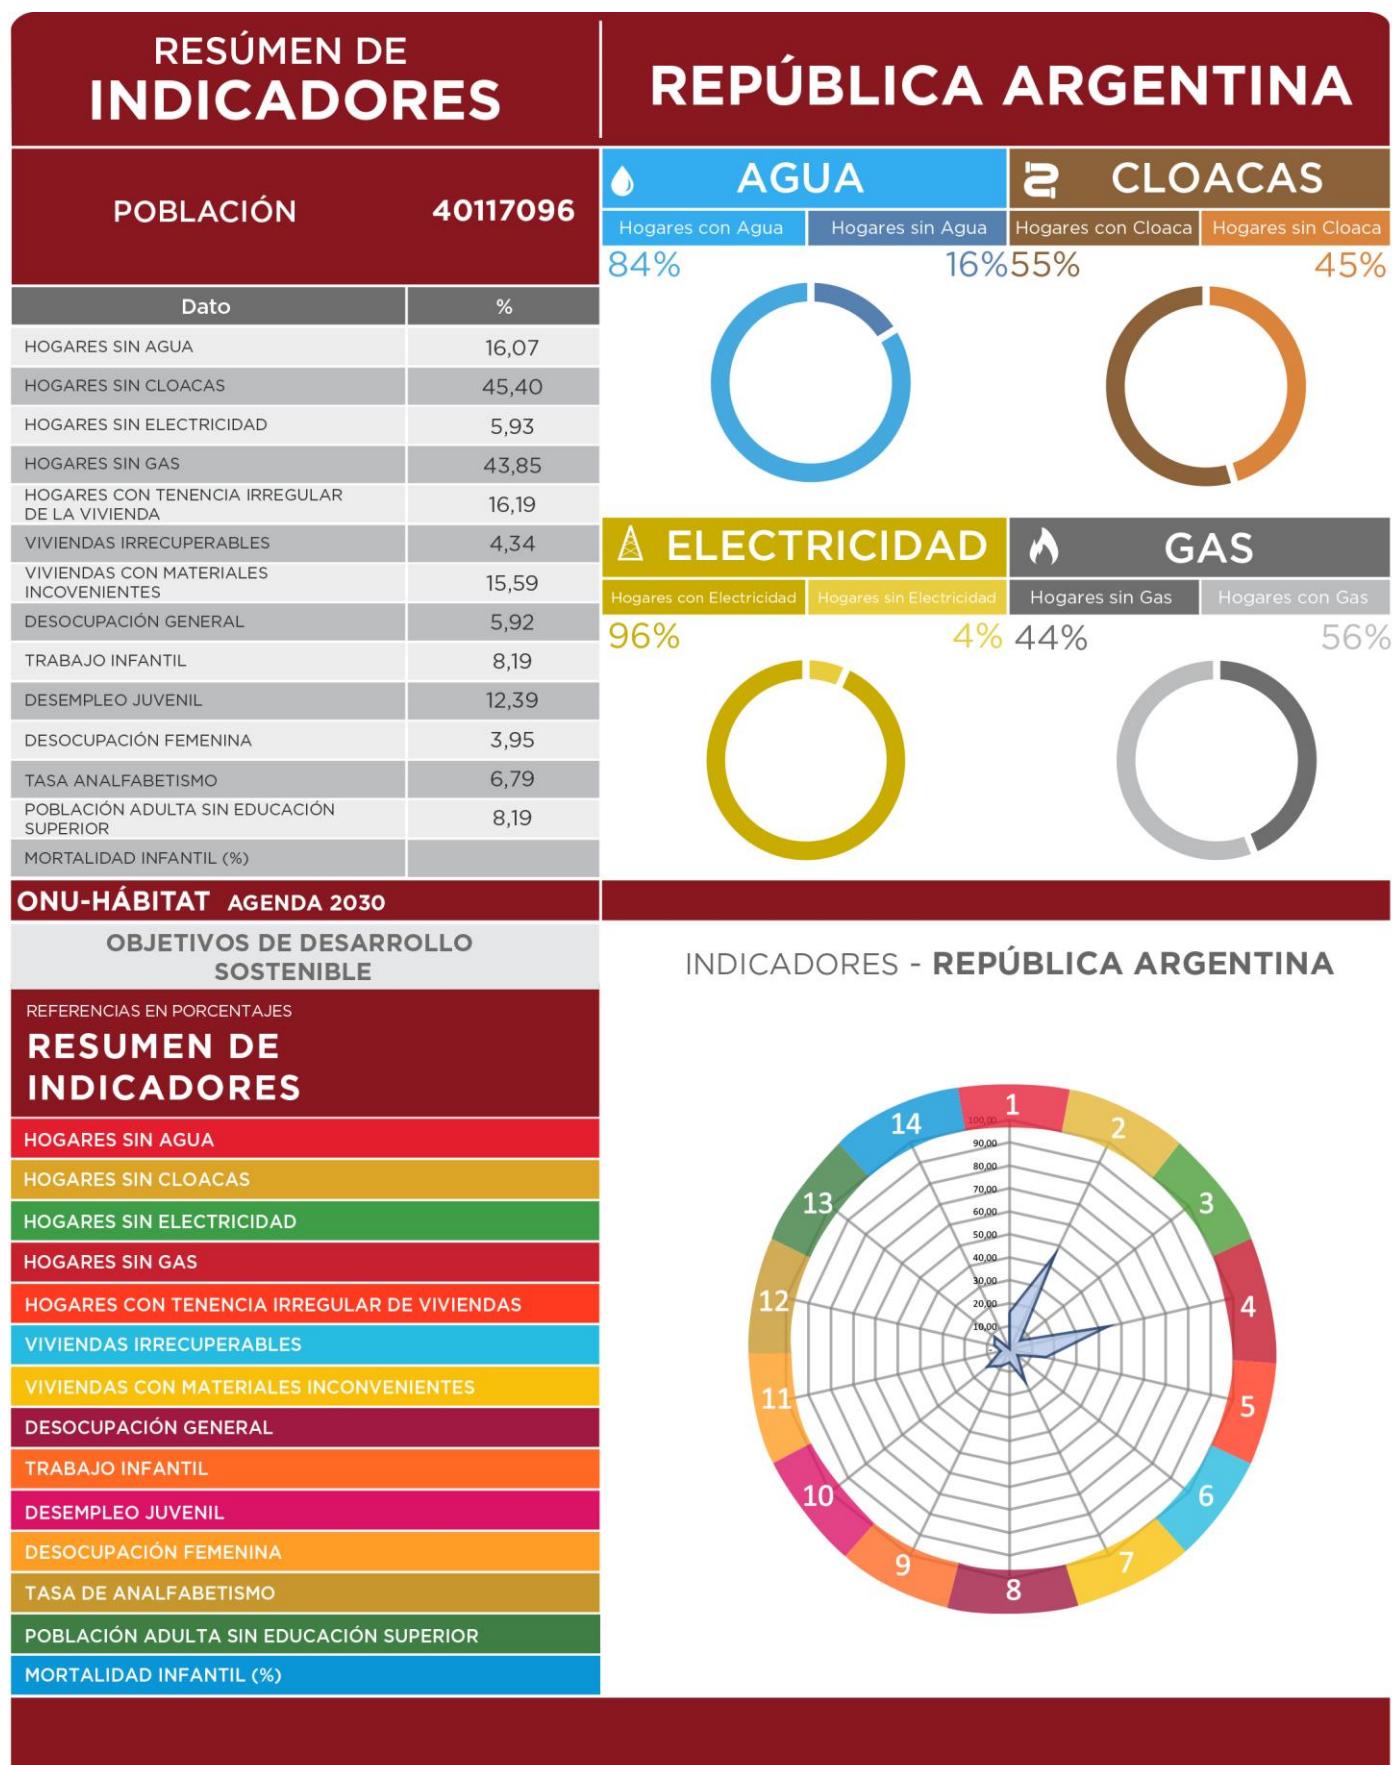 RESÚMEN DE
INDICADORES
REPÚBLICA ARGENTINA
POBLACIÓN 40117096
Dato %
HOGARES SIN AGUA 16,07
HOGARES SIN CLOACAS 45,40
HOGARES SIN ELECTRICIDAD 5,93
HOGARES SIN GAS 43,85
HOGARES CON TENENCIA IRREGULAR
DE LA VIVIENDA 16,19
VIVIENDAS IRRECUPERABLES 4,34
VIVIENDAS CON MATERIALES
INCOVENIENTES 15,59
DESOCUPACIÓN GENERAL 5,92
TRABAJO INFANTIL 8,19
DESEMPLEO JUVENIL 12,39
DESOCUPACIÓN FEMENINA 3,95
TASA ANALFABETISMO 6,79
POBLACIÓN ADULTA SIN EDUCACIÓN
SUPERIOR 8,19
MORTALIDAD INFANTIL (%)
AGUA
Hogares con Agua Hogares sin Agua
84% 16%
CLOACAS
Hogares con Cloaca Hogares sin Cloaca
55% 45%
ELECTRICIDAD
Hogares con Electricidad Hogares sin Electricidad
96% 4%
GAS
Hogares sin Gas Hogares con Gas
44% 56%
ONU-HÁBITAT AGENDA 2030
OBJETIVOS DE DESARROLLO
SOSTENIBLE
REFERENCIAS EN PORCENTAJES
RESUMEN DE
INDICADORES
HOGARES SIN AGUA
HOGARES SIN CLOACAS
HOGARES SIN ELECTRICIDAD
HOGARES SIN GAS
HOGARES CON TENENCIA IRREGULAR DE VIVIENDAS
VIVIENDAS IRRECUPERABLES
VIVIENDAS CON MATERIALES INCONVENIENTES
DESOCUPACIÓN GENERAL
TRABAJO INFANTIL
DESEMPLEO JUVENIL
DESOCUPACIÓN FEMENINA
TASA DE ANALFABETISMO
POBLACIÓN ADULTA SIN EDUCACIÓN SUPERIOR
MORTALIDAD INFANTIL (%)
INDICADORES - REPÚBLICA ARGENTINA
1
2
3
4
5
6
7
8
9
10
11
12
13
14
100,00
90,00
80,00
70,00
60,00
50,00
40,00
30,00
20,00
10,00
-